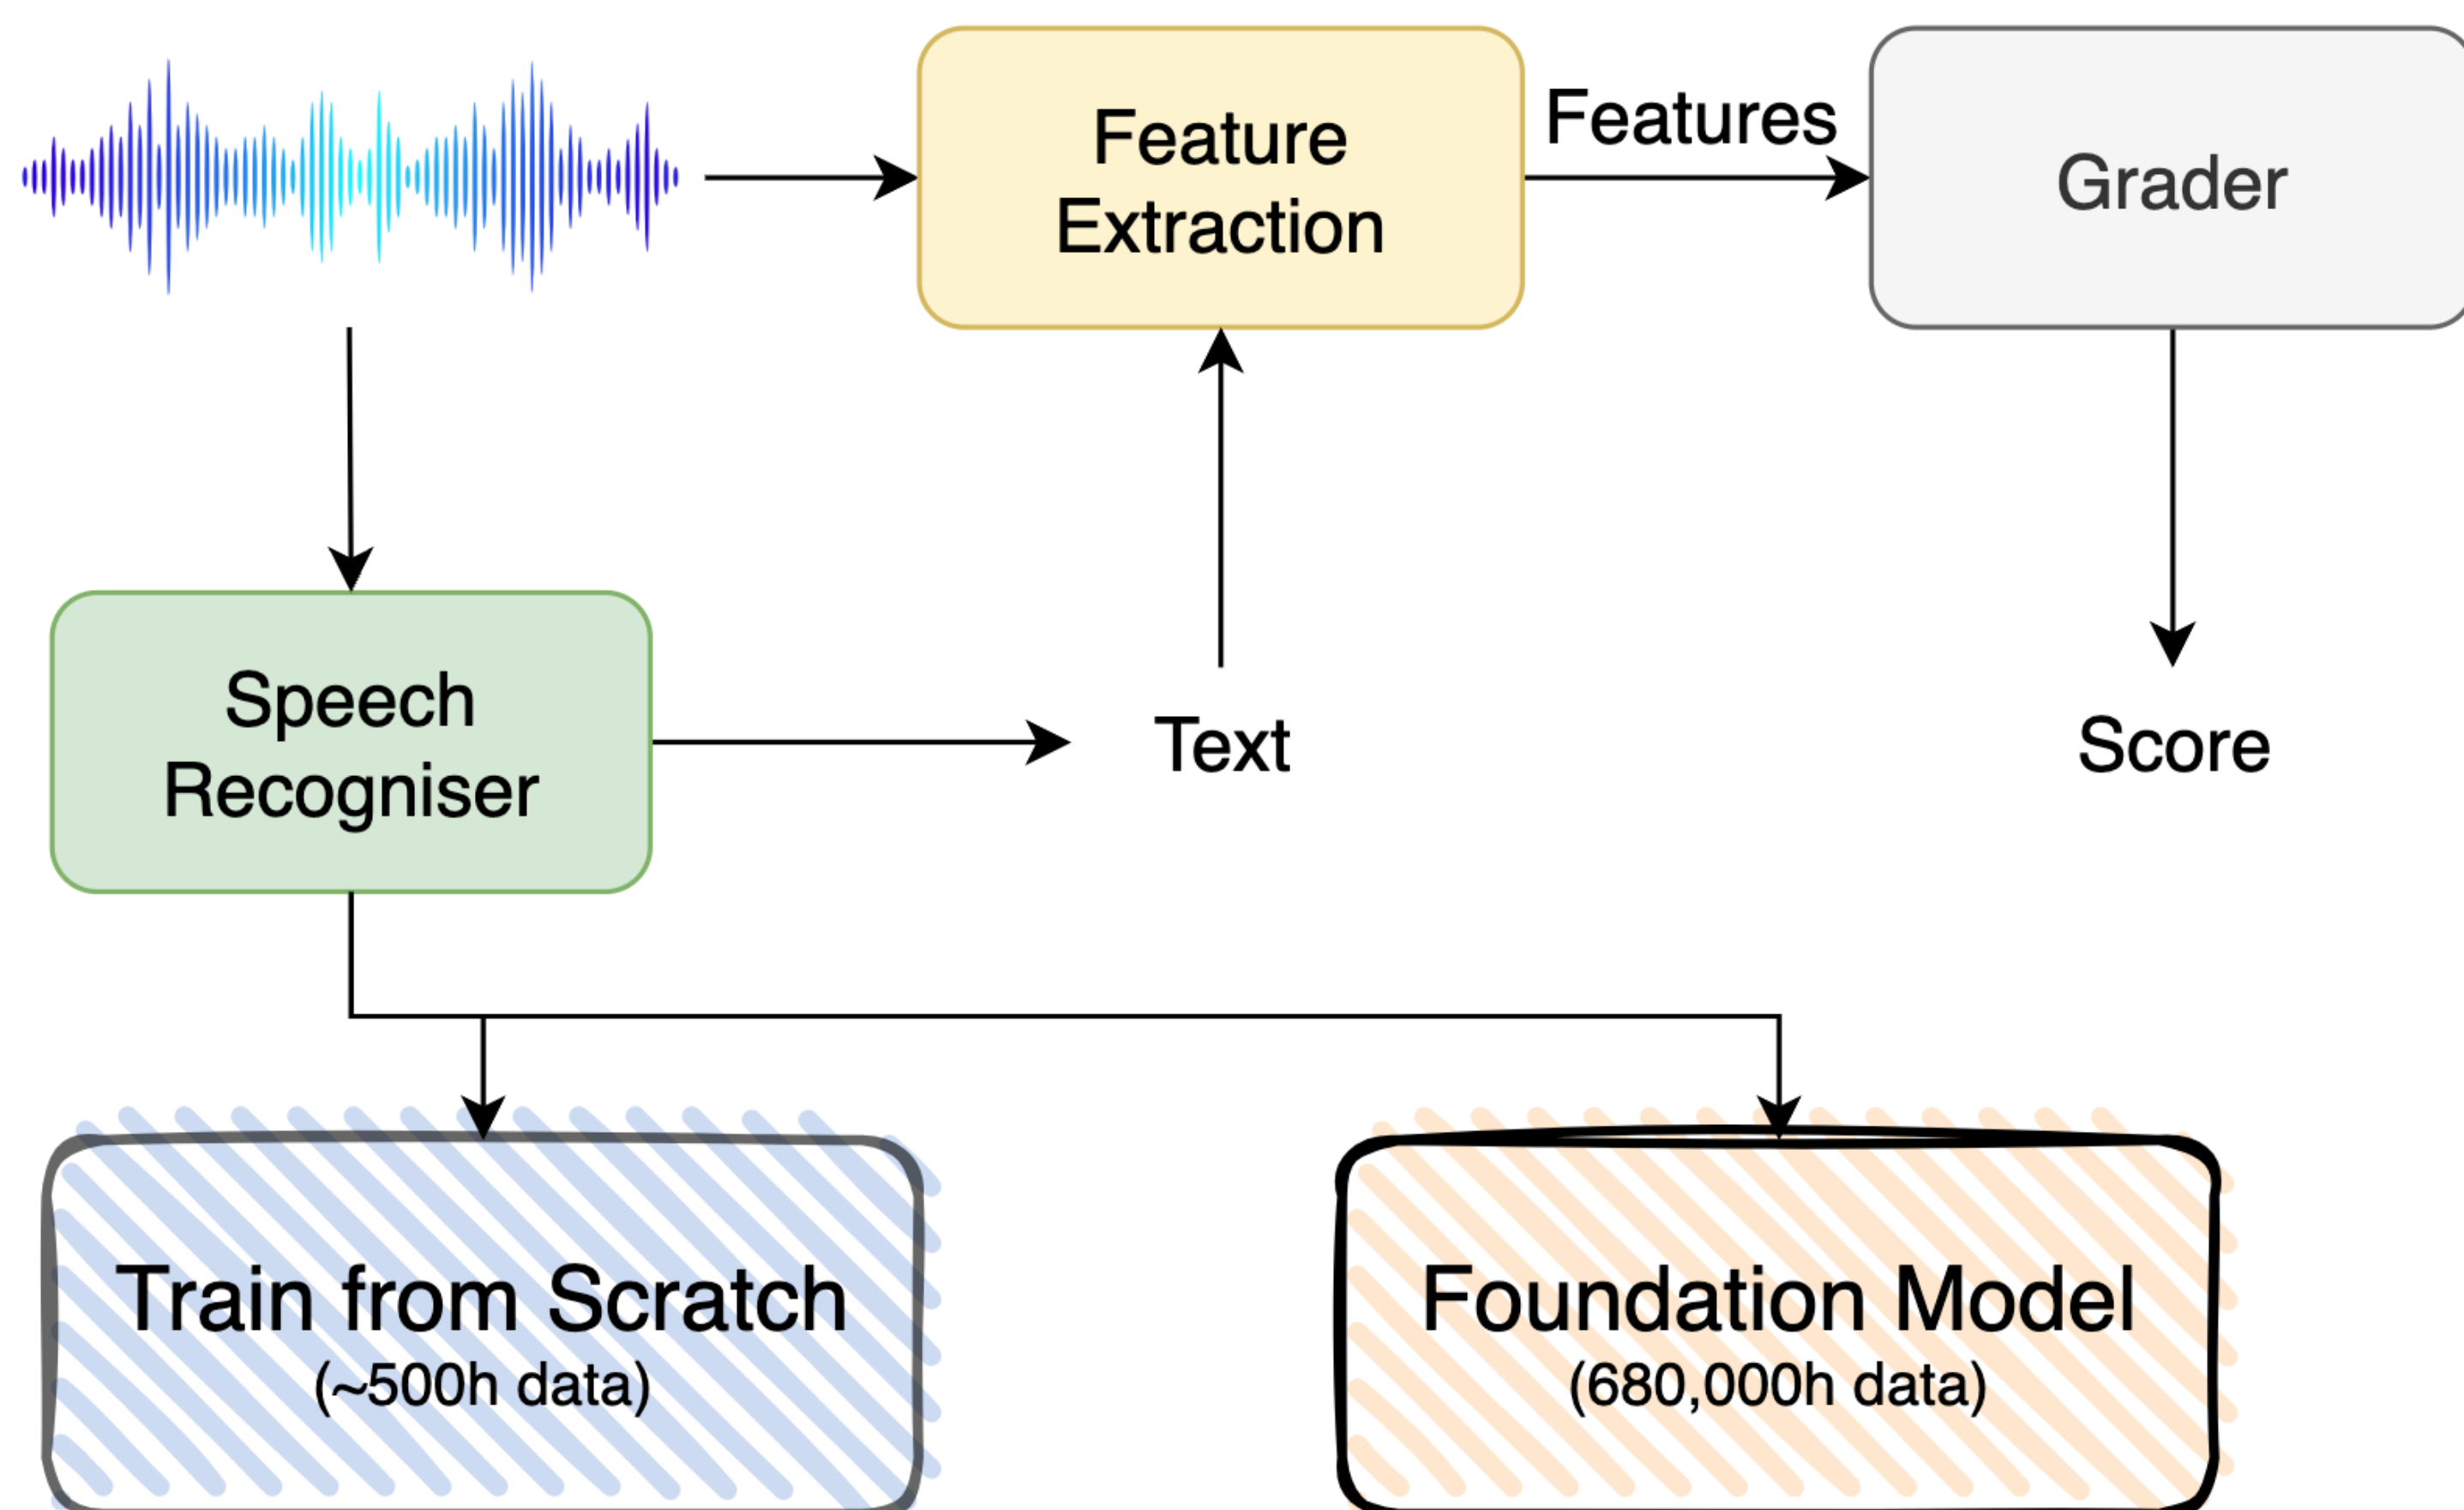 Feature
Extraction
Features
Grader
Speech
Recogniser
Text
Score
Train from Scratch
(~500h data)
Foundation Model
(680,000h data)